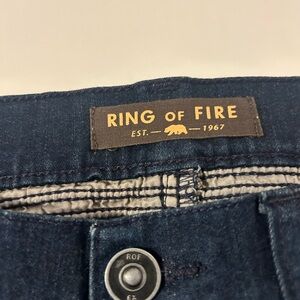 RING OF FIRE
EST. 1967
ROF